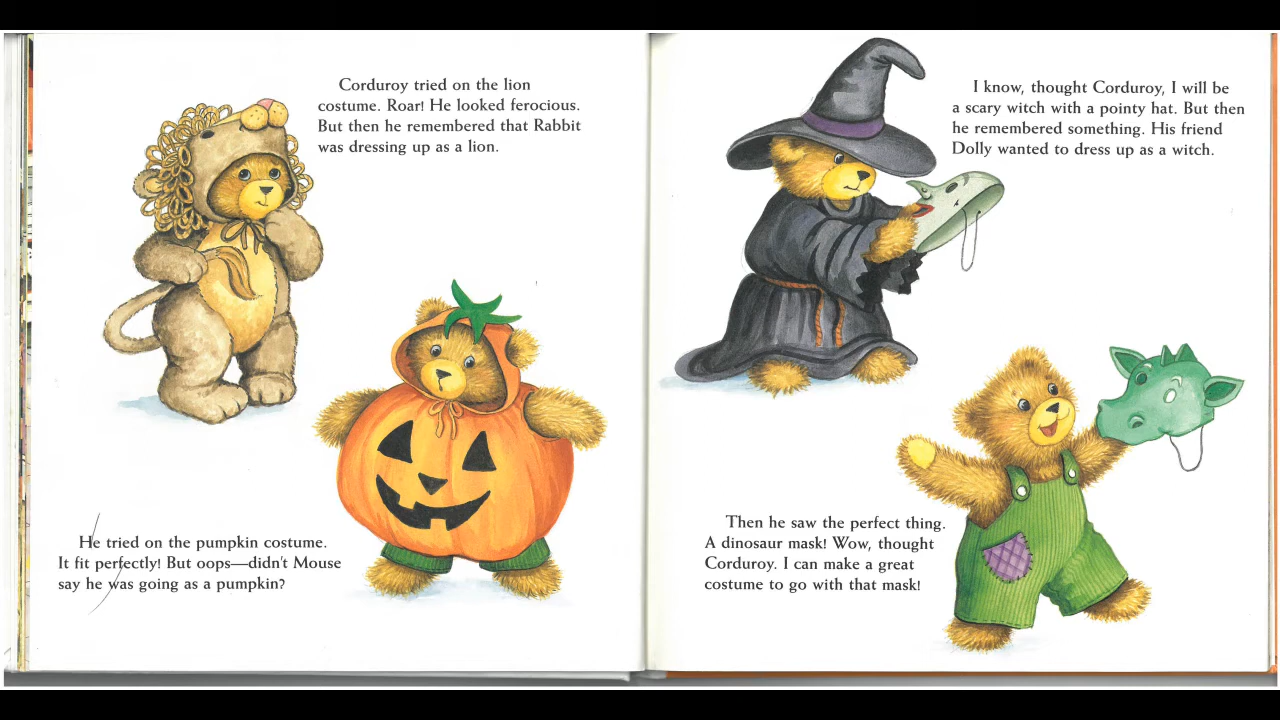 Corduroy tried on the lion
costume. Roar! He looked ferocious.
But then he remembered that Rabbit
was dressing up as a lion.
He tried on the pumpkin costume.
It fit perfectly! But oops—didn't Mouse
say he was going as a pumpkin?
I know, thought Corduroy, I will be
a scary witch with a pointy hat. But then
he remembered something. His friend
Dolly wanted to dress up as a witch.
Then he saw the perfect thing.
A dinosaur mask! Wow, thought
Corduroy. I can make a great
costume to go with that mask!